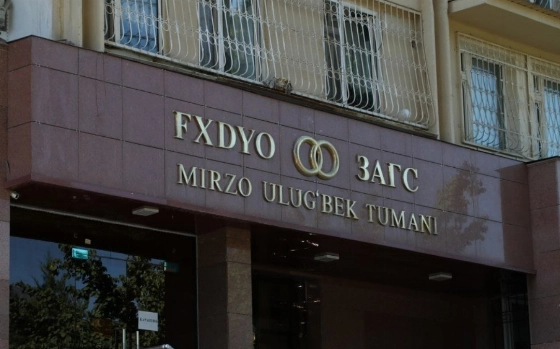 FXDYO ЗАГС
MIRZO ULUG‘BEK TUMANI